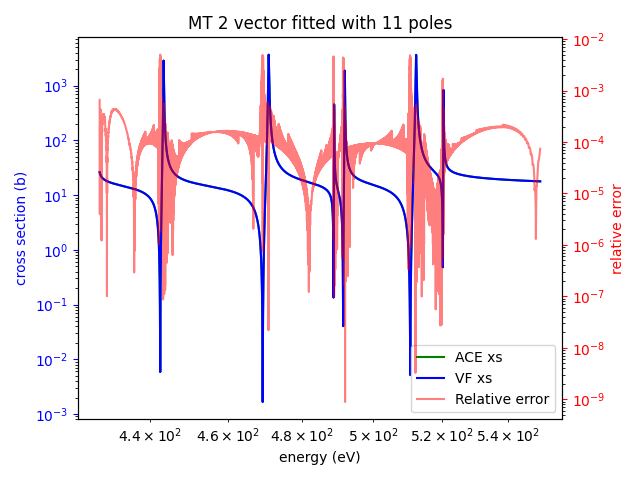 MT 2 vector fitted with 11 poles
cross section (b)
10³
10²
10¹
10⁰
10⁻¹
10⁻²
10⁻³
10⁻²
10⁻³
10⁻⁴
10⁻⁵
10⁻⁶
10⁻⁷
10⁻⁸
10⁻⁹
relative error
ACE xs
VF xs
Relative error
4.4 × 10² 4.6 × 10² 4.8 × 10² 5 × 10² 5.2 × 10² 5.4 × 10²
energy (eV)